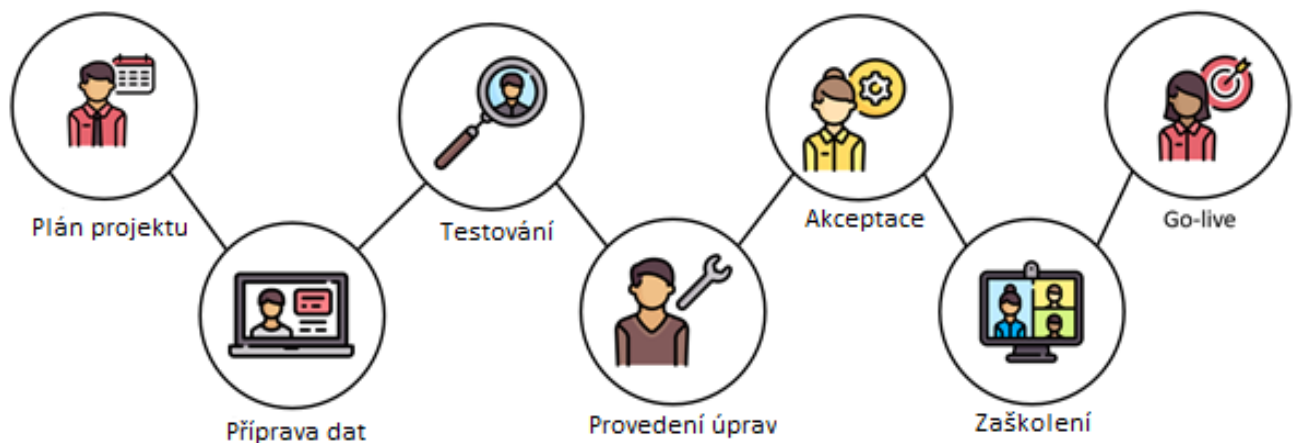 Plán projektu
Příprava dat
Testování
Provedení úprav
Akceptace
Zaškolení
Go-live